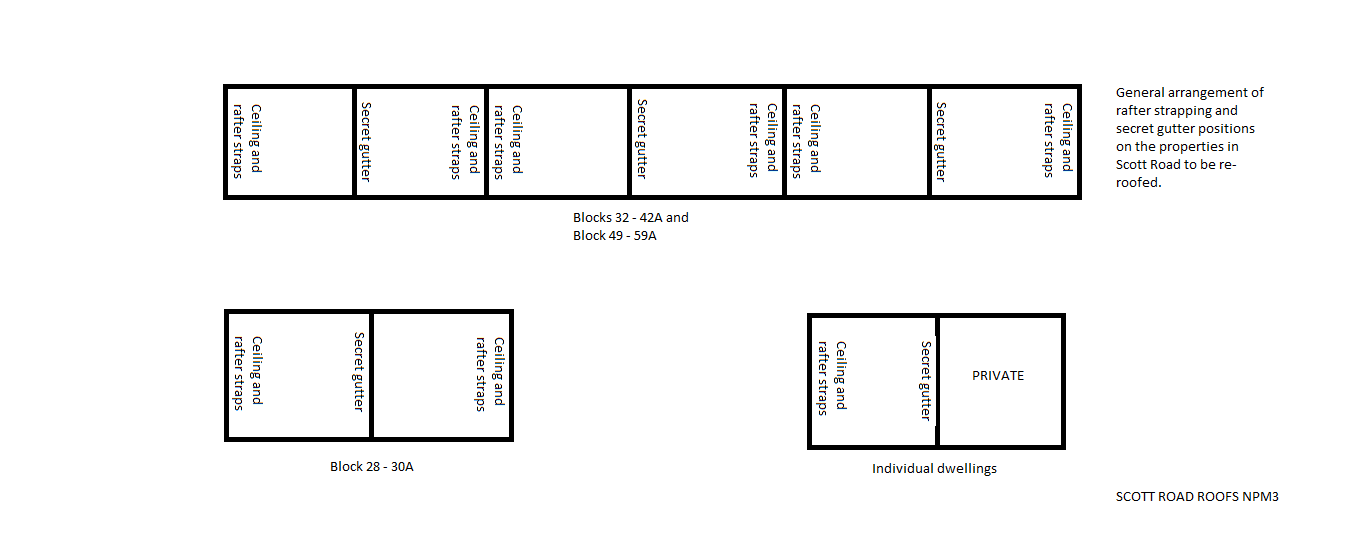 Ceiling and
rafter straps
Secret gutter
Ceiling and
rafter straps
Ceiling and
rafter straps
Secret gutter
Ceiling and
rafter straps
Ceiling and
rafter straps
Secret gutter
Ceiling and
rafter straps
General arrangement of
rafter strapping and
secret gutter positions
on the properties in
Scott Road to be re-
roofed.
Blocks 32 - 42A and
Block 49 - 59A
Ceiling and
rafter straps
Secret gutter
Ceiling and
rafter straps
Block 28 - 30A
Ceiling and
rafter straps
Secret gutter
PRIVATE
Individual dwellings
SCOTT ROAD ROOFS NPM3